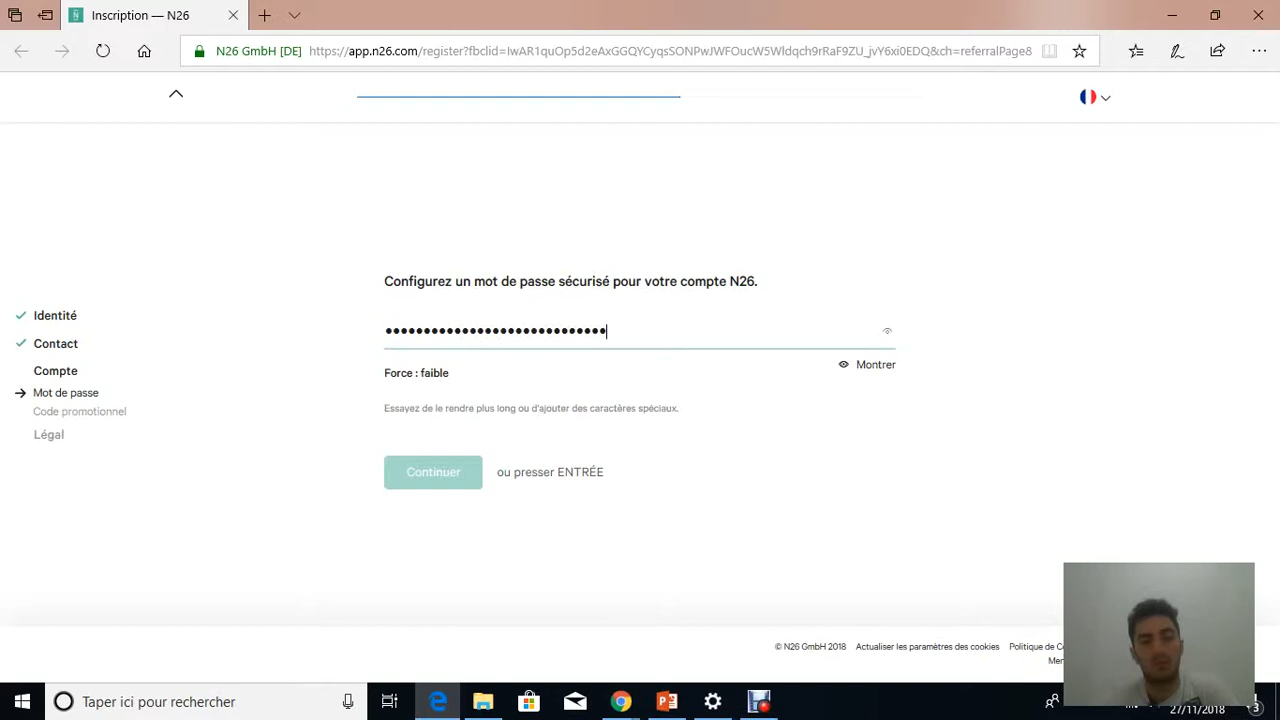 Inscription — N26
N26 GmbH [DE] https://app.n26.com/register?fbclid=IwAR1quOp5d2eAxGGQYCyqsSONPwJWFOucW5Wldqch9rRaF9ZU_jvY6xi0EDQ&ch=referralPage8
Configurez un mot de passe sécurisé pour votre compte N26.
•••••••••••••••••••••••••••••
Montrer
Force : faible
Essayez de le rendre plus long ou d'ajouter des caractères spéciaux.
Continuer ou presser ENTRÉE
Identité
Contact
Compte
Mot de passe
Code promotionnel
Légal
© N26 GmbH 2018 Actualiser les paramètres des cookies Politique de
Taper ici pour rechercher
27/11/2018
3